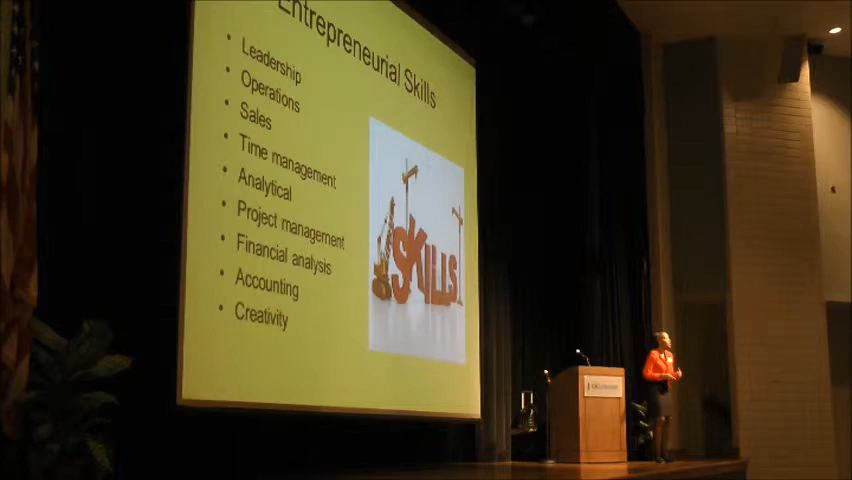 Entrepreneurial Skills
• Leadership
• Operations
• Sales
• Time management
• Analytical
• Project management
• Financial analysis
• Accounting
• Creativity
SKILLS